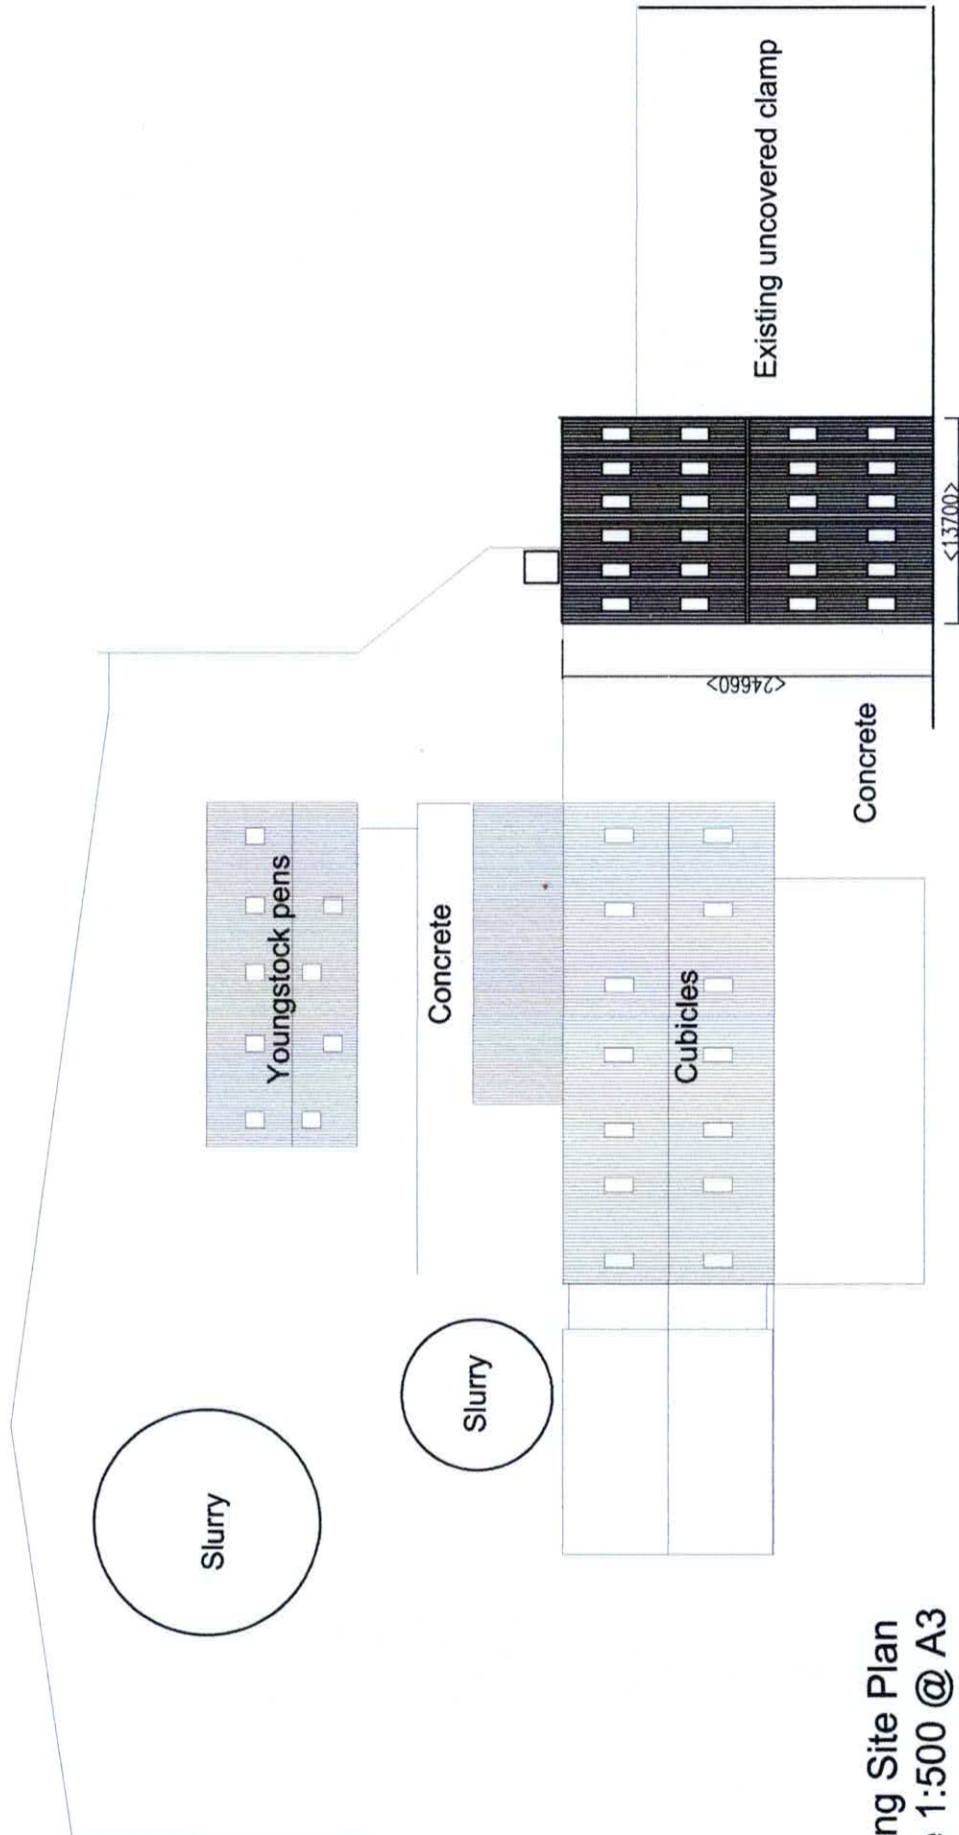 Slurry
Slurry
Youngstock pens
Concrete
Cubicles
Concrete
<24660>
<13700>
Existing uncovered clamp
ng Site Plan
1:500 @ A3